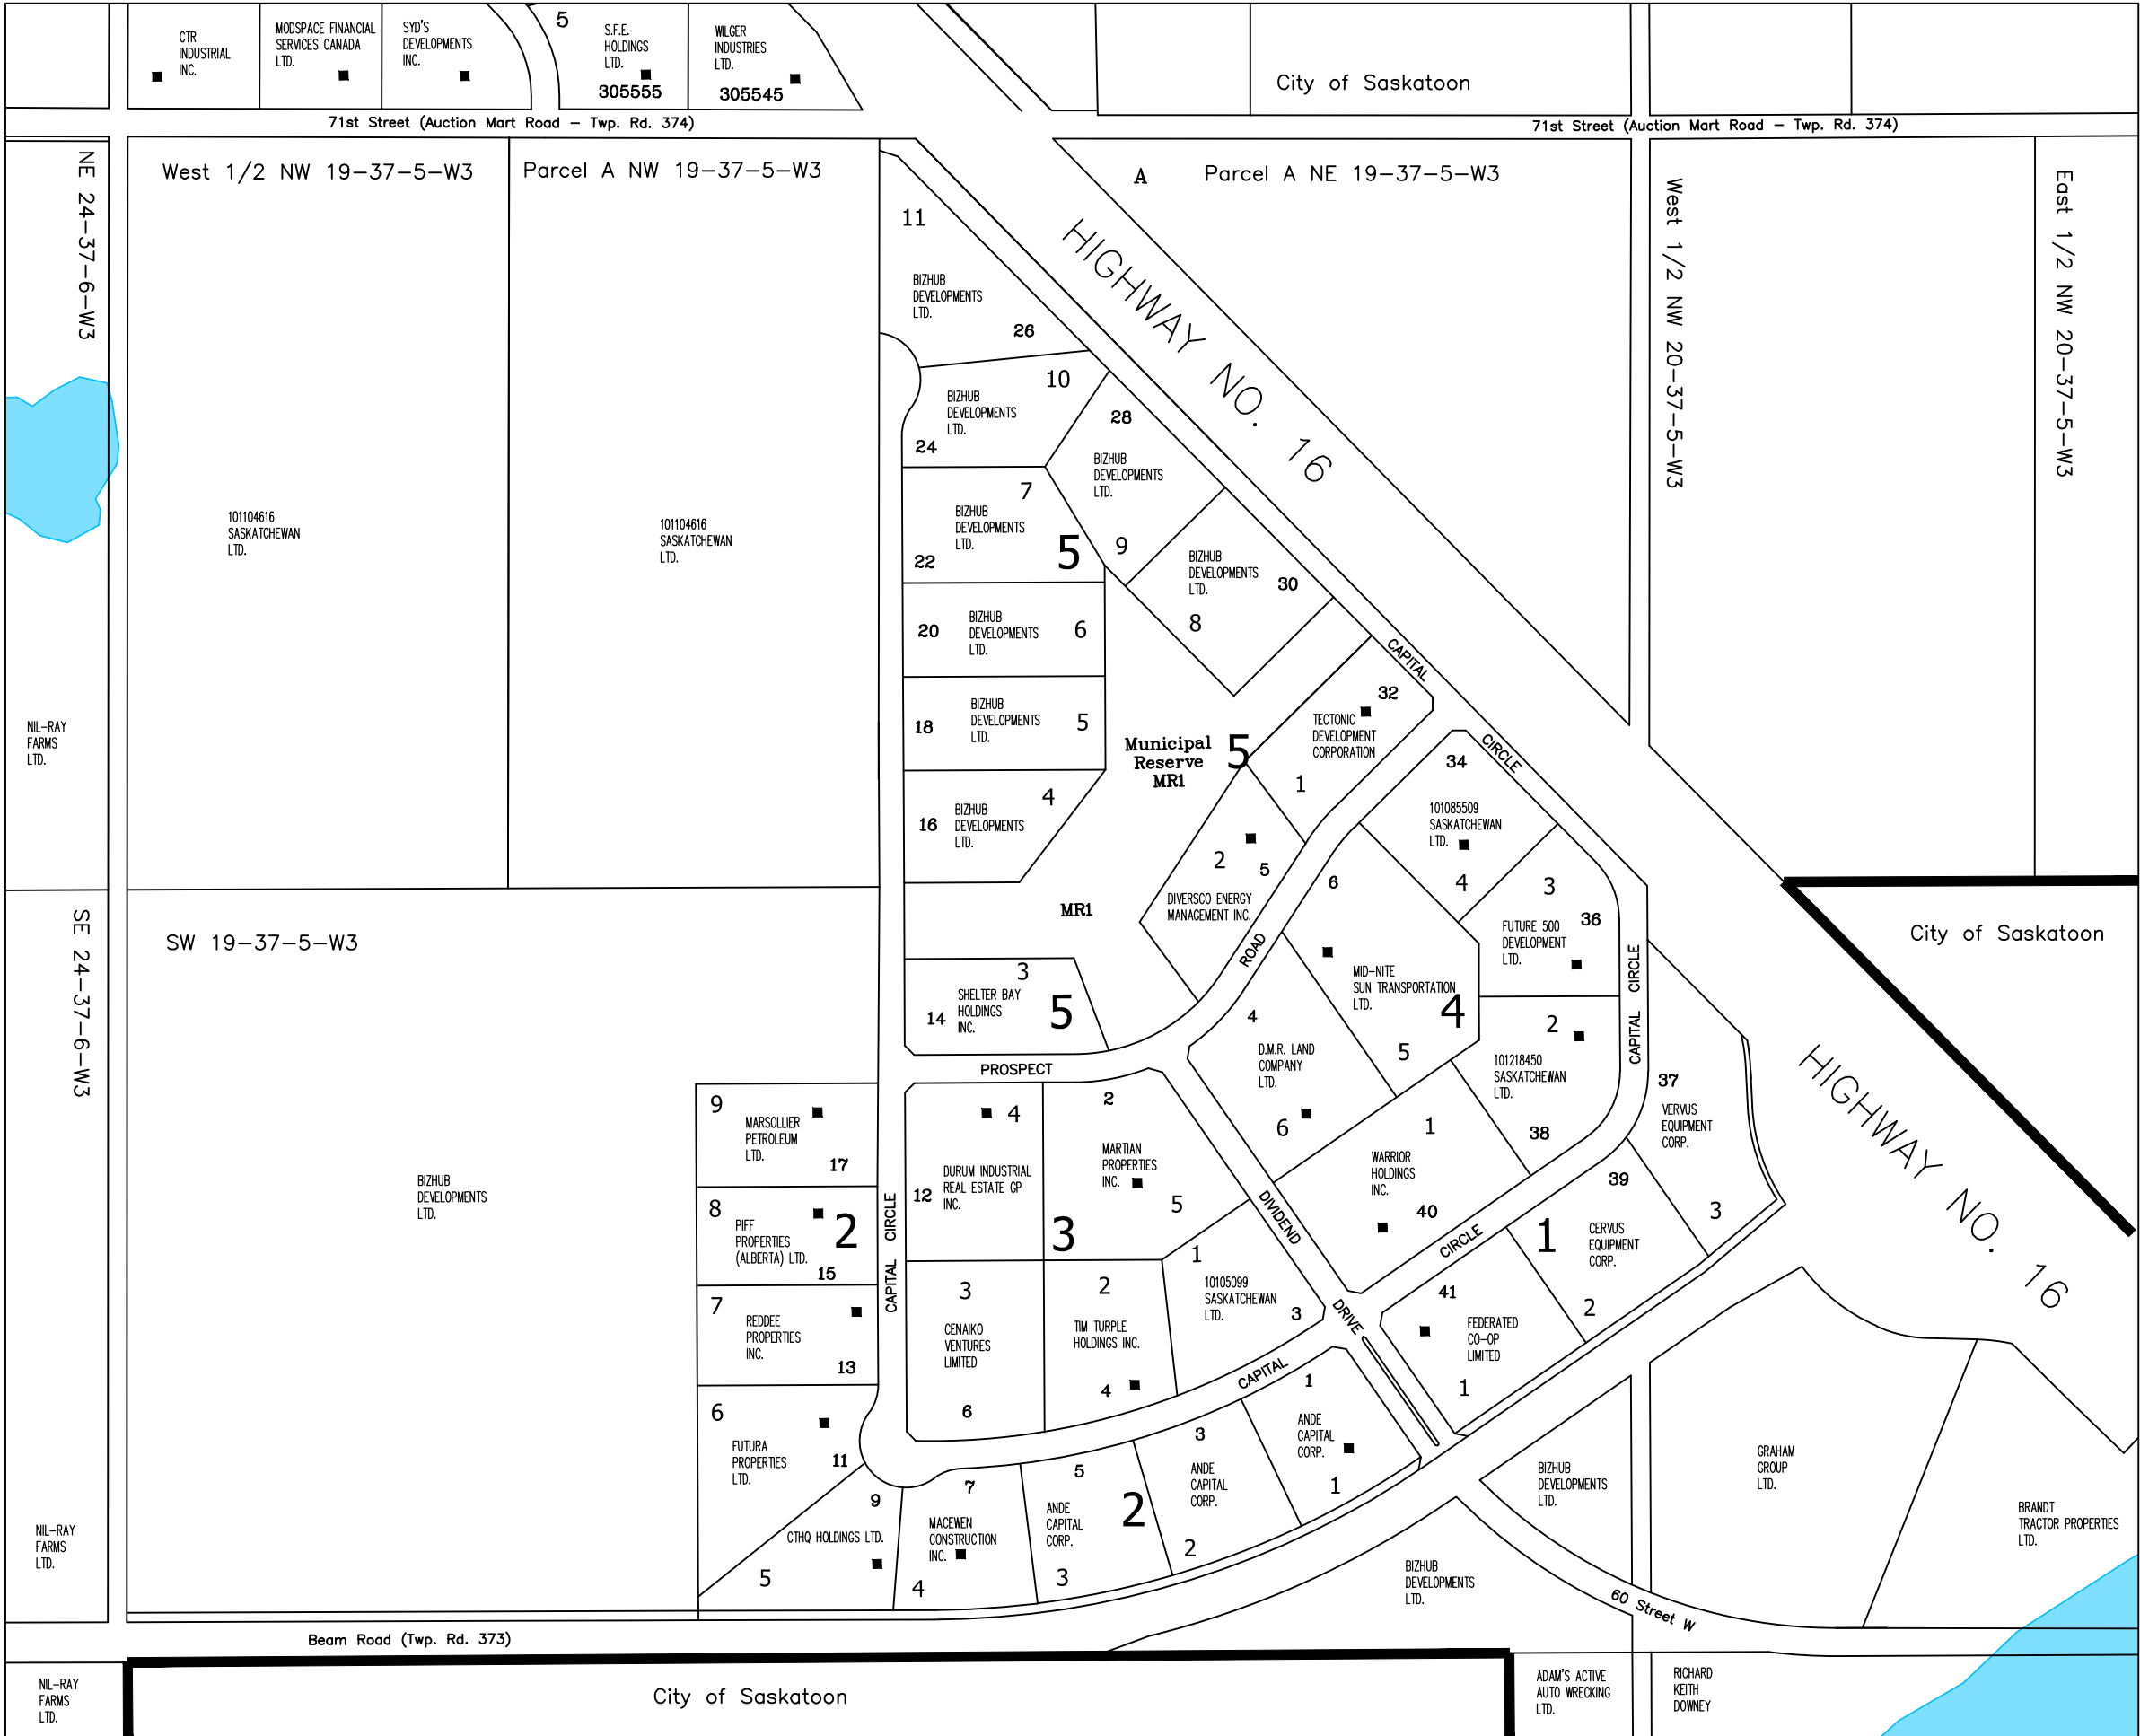 CTR
INDUSTRIAL
INC.
MODSPACE FINANCIAL
SERVICES CANADA
LTD.
SYD'S
DEVELOPMENTS
INC.
5
S.F.E.
HOLDINGS
LTD.
305555
WILGER
INDUSTRIES
LTD.
305545
City of Saskatoon
71st Street (Auction Mart Road – Twp. Rd. 374)
71st Street (Auction Mart Road – Twp. Rd. 374)
NE 24-37-6-W3
West 1/2 NW 19-37-5-W3
Parcel A NW 19-37-5-W3
A
Parcel A NE 19-37-5-W3
West 1/2 NW 20-37-5-W3
East 1/2 NW 20-37-5-W3
HIGHWAY NO. 16
11
BIZHUB
DEVELOPMENTS
LTD.
26
10
BIZHUB
DEVELOPMENTS
LTD.
24
28
BIZHUB
DEVELOPMENTS
LTD.
9
7
BIZHUB
DEVELOPMENTS
LTD.
22
5
BIZHUB
DEVELOPMENTS
LTD.
30
8
101104616
SASKATCHEWAN
LTD.
101104616
SASKATCHEWAN
LTD.
20
BIZHUB
DEVELOPMENTS
LTD.
6
18
BIZHUB
DEVELOPMENTS
LTD.
5
16
BIZHUB
DEVELOPMENTS
LTD.
4
NIL-RAY
FARMS
LTD.
Municipal
Reserve
MR1
5
CAPITAL
CIRCLE
32
TECTONIC
DEVELOPMENT
CORPORATION
1
34
101085509
SASKATCHEWAN
LTD.
4
2
5
DIVERSCO ENERGY
MANAGEMENT INC.
MR1
3
36
FUTURE 500
DEVELOPMENT
LTD.
6
MID-NITE
SUN TRANSPORTATION
LTD.
4
5
ROAD
CAPITAL CIRCLE
City of Saskatoon
SE 24-37-6-W3
SW 19-37-5-W3
3
SHELTER BAY
HOLDINGS
INC.
14
5
PROSPECT
4
D.M.R. LAND
COMPANY
LTD.
6
2
101218450
SASKATCHEWAN
LTD.
38
37
VERVUS
EQUIPMENT
CORP.
3
HIGHWAY NO. 16
9
MARSOLLIER
PETROLEUM
LTD.
17
8
PIFF
PROPERTIES
(ALBERTA) LTD.
15
2
7
REDDEE
PROPERTIES
INC.
13
6
FUTURA
PROPERTIES
LTD.
11
CAPITAL CIRCLE
4
12
DURUM INDUSTRIAL
REAL ESTATE GP
INC.
2
MARTIAN
PROPERTIES
INC.
5
3
1
WARRIOR
HOLDINGS
INC.
40
DIVIDEND
DRIVE
CIRCLE
39
1
CERVUS
EQUIPMENT
CORP.
2
BIZHUB
DEVELOPMENTS
LTD.
3
CENAIKO
VENTURES
LIMITED
6
2
TIM TURPLE
HOLDINGS INC.
4
1
10105099
SASKATCHEWAN
LTD.
3
41
FEDERATED
CO-OP
LIMITED
1
CAPITAL
9
CTHQ HOLDINGS LTD.
5
7
MACEWEN
CONSTRUCTION
INC.
4
5
ANDE
CAPITAL
CORP.
3
2
3
ANDE
CAPITAL
CORP.
2
1
ANDE
CAPITAL
CORP.
1
BIZHUB
DEVELOPMENTS
LTD.
GRAHAM
GROUP
LTD.
BRANDT
TRACTOR PROPERTIES
LTD.
NIL-RAY
FARMS
LTD.
BIZHUB
DEVELOPMENTS
LTD.
60 Street W
Beam Road (Twp. Rd. 373)
NIL-RAY
FARMS
LTD.
City of Saskatoon
ADAM'S ACTIVE
AUTO WRECKING
LTD.
RICHARD
KEITH
DOWNEY